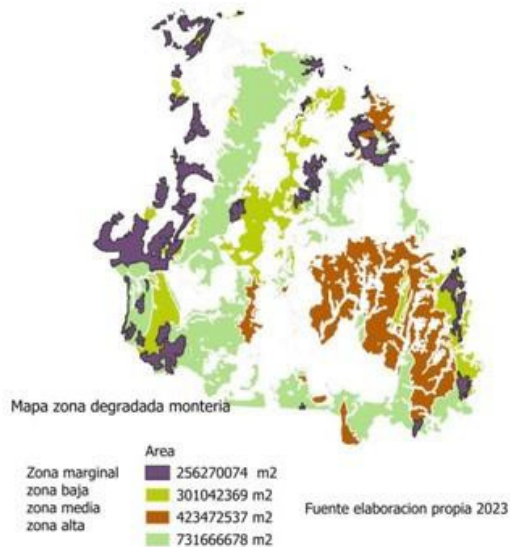 Mapa zona degradada monteria
Area
Zona marginal 256270074 m2
zona baja 301042369 m2
zona media 423472537 m2
zona alta 731666678 m2
Fuente elaboracion propia 2023